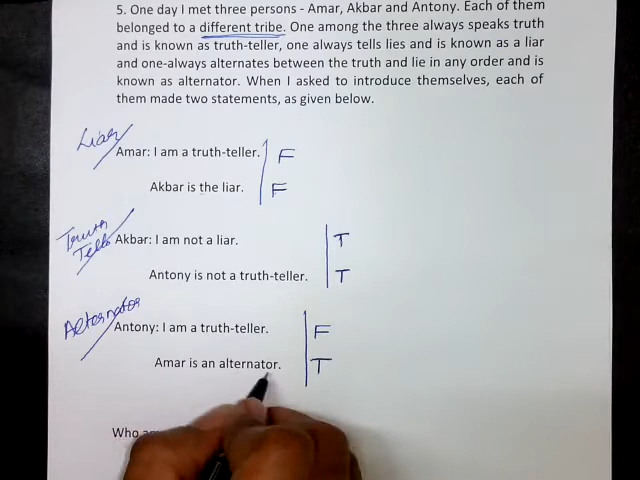 5. One day I met three persons - Amar, Akbar and Antony. Each of them
belonged to a different tribe. One among the three always speaks truth
and is known as truth-teller, one always tells lies and is known as a liar
and one-always alternates between the truth and lie in any order and is
known as alternator. When I asked to introduce themselves, each of
them made two statements, as given below.
Liar
Amar: I am a truth-teller. F
Akbar is the liar. F
Truth
Teller
Akbar: I am not a liar. T
Antony is not a truth-teller. T
Alternator
Antony: I am a truth-teller. F
Amar is an alternator. T
Who